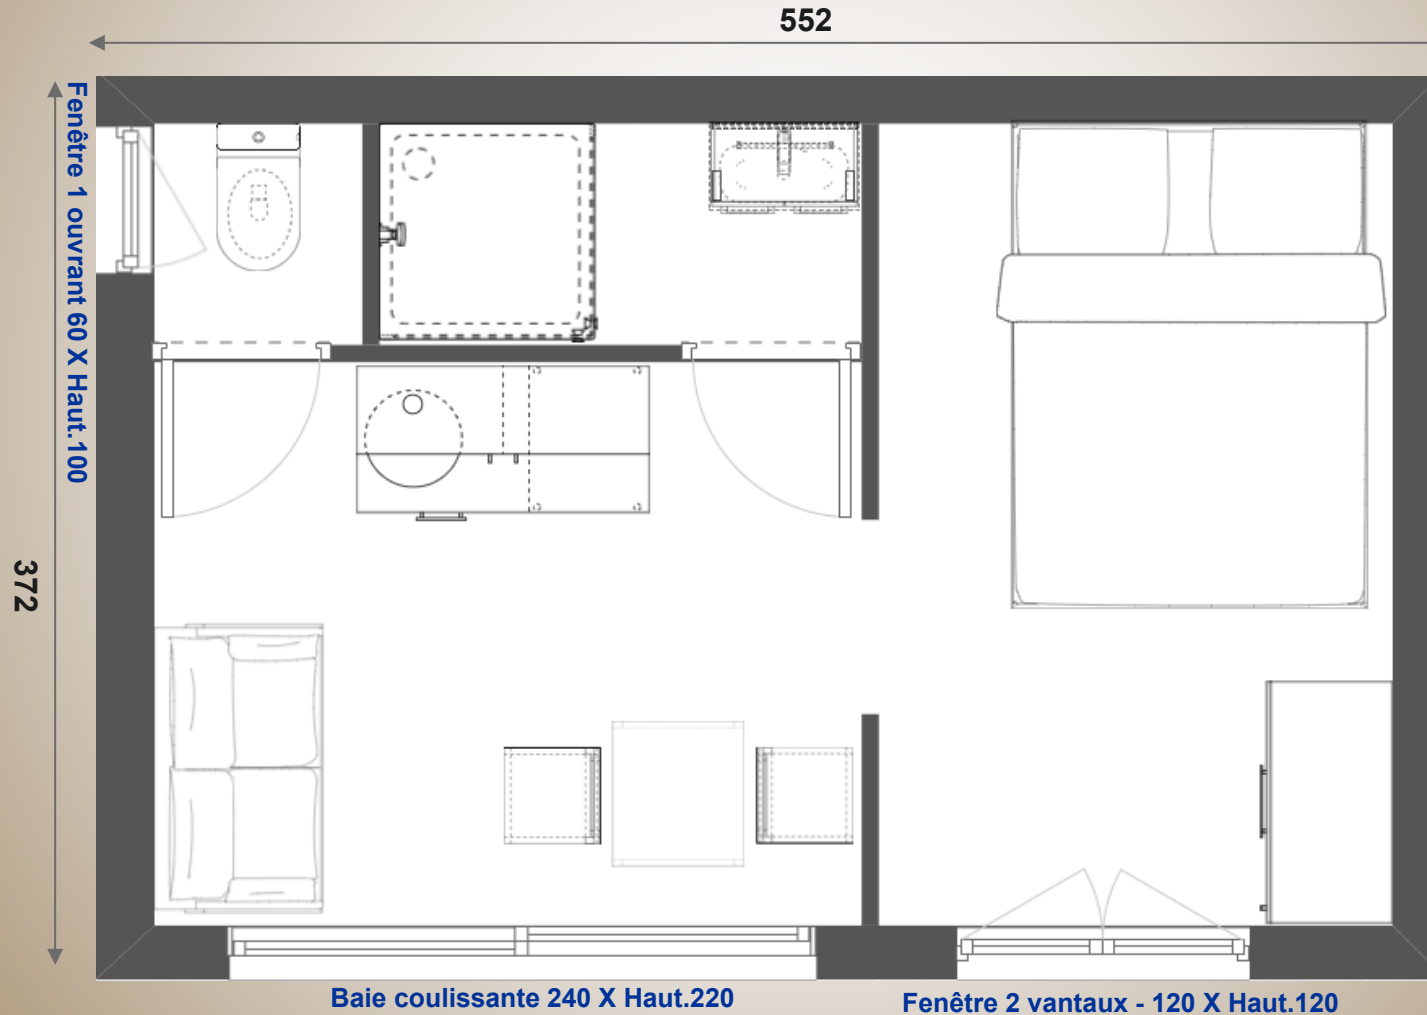 552
Fenêtre 1 ouvrant 60 X Haut.100
372
Baie coulissante 240 X Haut.220
Fenêtre 2 vantaux - 120 X Haut.120